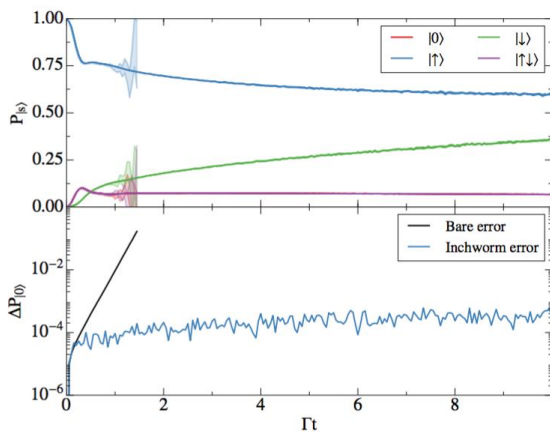 1.00
|0⟩ |↓⟩
|↑⟩ |↑↓⟩
0.75
P|s⟩
0.50
0.25
0.00
Bare error
Inchworm error
10⁻²
ΔP|0⟩
10⁻⁴
10⁻⁶
0 2 4 6 8
Γt